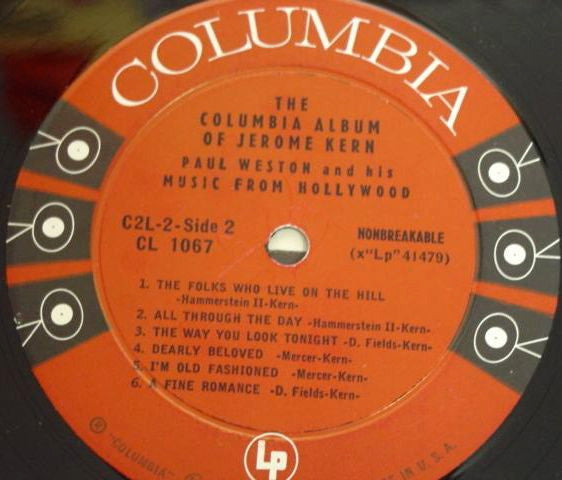 COLUMBIA
THE
COLUMBIA ALBUM
OF JEROME KERN
PAUL WESTON and his
MUSIC FROM HOLLYWOOD
C2L-2-Side 2
CL 1067
NONBREAKABLE
(x"Lp"41479)
1. THE FOLKS WHO LIVE ON THE HILL
-Hammerstein II-Kern-
2. ALL THROUGH THE DAY -Hammerstein II-Kern-
3. THE WAY YOU LOOK TONIGHT -D. Fields-Kern-
4. DEARLY BELOVED -Mercer-Kern-
5. I'M OLD FASHIONED -Mercer-Kern-
6. A FINE ROMANCE -D. Fields-Kern-
® "COLUMBIA" ®
Lp
IN U.S.A.